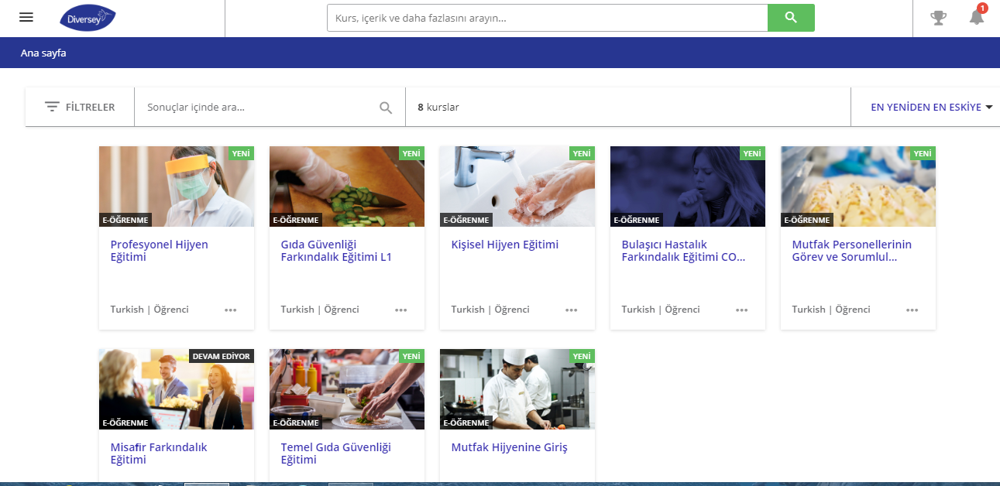 Diversey
Kurs, içerik ve daha fazlasını arayın...
1
Ana sayfa
FİLTRELER
Sonuçlar içinde ara...
8 kurslar
EN YENİDEN EN ESKİYE
YENİ
YENİ
YENİ
YENİ
YENİ
E-ÖĞRENME
E-ÖĞRENME
E-ÖĞRENME
E-ÖĞRENME
E-ÖĞRENME
Profesyonel Hijyen
Eğitimi
Gıda Güvenliği
Farkındalık Eğitimi L1
Kişisel Hijyen Eğitimi
Bulaşıcı Hastalık
Farkındalık Eğitimi CO...
Mutfak Personellerinin
Görev ve Sorumlul...
Turkish | Öğrenci
Turkish | Öğrenci
Turkish | Öğrenci
Turkish | Öğrenci
Turkish | Öğrenci
DEVAM EDİYOR
YENİ
YENİ
E-ÖĞRENME
E-ÖĞRENME
E-ÖĞRENME
Misafir Farkındalık
Eğitimi
Temel Gıda Güvenliği
Eğitimi
Mutfak Hijyenine Giriş